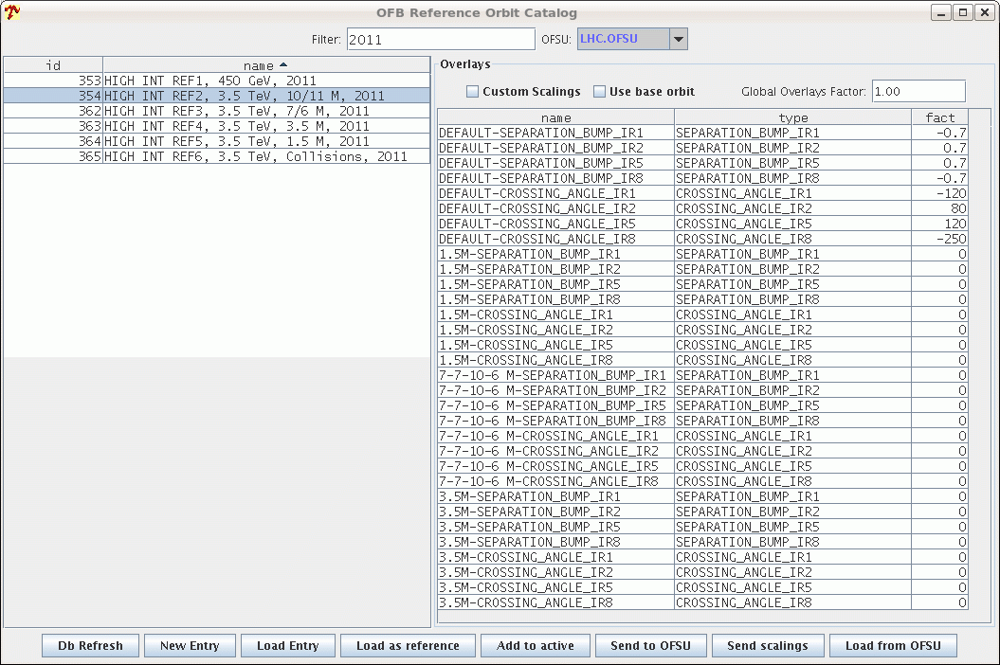 OFB Reference Orbit Catalog
Filter: 2011 OFSU: LHC.OFSU
id name
353 HIGH INT REF1, 450 GeV, 2011
354 HIGH INT REF2, 3.5 TeV, 10/11 M, 2011
362 HIGH INT REF3, 3.5 TeV, 7/6 M, 2011
363 HIGH INT REF4, 3.5 TeV, 3.5 M, 2011
364 HIGH INT REF5, 3.5 TeV, 1.5 M, 2011
365 HIGH INT REF6, 3.5 TeV, Collisions, 2011
Overlays
Custom Scalings Use base orbit Global Overlays Factor: 1.00
name type fact
DEFAULT-SEPARATION_BUMP_IR1 SEPARATION_BUMP_IR1 -0.7
DEFAULT-SEPARATION_BUMP_IR2 SEPARATION_BUMP_IR2 0.7
DEFAULT-SEPARATION_BUMP_IR5 SEPARATION_BUMP_IR5 0.7
DEFAULT-SEPARATION_BUMP_IR8 SEPARATION_BUMP_IR8 -0.7
DEFAULT-CROSSING_ANGLE_IR1 CROSSING_ANGLE_IR1 -120
DEFAULT-CROSSING_ANGLE_IR2 CROSSING_ANGLE_IR2 80
DEFAULT-CROSSING_ANGLE_IR5 CROSSING_ANGLE_IR5 120
DEFAULT-CROSSING_ANGLE_IR8 CROSSING_ANGLE_IR8 -250
1.5M-SEPARATION_BUMP_IR1 SEPARATION_BUMP_IR1 0
1.5M-SEPARATION_BUMP_IR2 SEPARATION_BUMP_IR2 0
1.5M-SEPARATION_BUMP_IR5 SEPARATION_BUMP_IR5 0
1.5M-SEPARATION_BUMP_IR8 SEPARATION_BUMP_IR8 0
1.5M-CROSSING_ANGLE_IR1 CROSSING_ANGLE_IR1 0
1.5M-CROSSING_ANGLE_IR2 CROSSING_ANGLE_IR2 0
1.5M-CROSSING_ANGLE_IR5 CROSSING_ANGLE_IR5 0
1.5M-CROSSING_ANGLE_IR8 CROSSING_ANGLE_IR8 0
7-7-10-6 M-SEPARATION_BUMP_IR1 SEPARATION_BUMP_IR1 0
7-7-10-6 M-SEPARATION_BUMP_IR2 SEPARATION_BUMP_IR2 0
7-7-10-6 M-SEPARATION_BUMP_IR5 SEPARATION_BUMP_IR5 0
7-7-10-6 M-SEPARATION_BUMP_IR8 SEPARATION_BUMP_IR8 0
7-7-10-6 M-CROSSING_ANGLE_IR1 CROSSING_ANGLE_IR1 0
7-7-10-6 M-CROSSING_ANGLE_IR2 CROSSING_ANGLE_IR2 0
7-7-10-6 M-CROSSING_ANGLE_IR5 CROSSING_ANGLE_IR5 0
7-7-10-6 M-CROSSING_ANGLE_IR8 CROSSING_ANGLE_IR8 0
3.5M-SEPARATION_BUMP_IR1 SEPARATION_BUMP_IR1 0
3.5M-SEPARATION_BUMP_IR2 SEPARATION_BUMP_IR2 0
3.5M-SEPARATION_BUMP_IR5 SEPARATION_BUMP_IR5 0
3.5M-SEPARATION_BUMP_IR8 SEPARATION_BUMP_IR8 0
3.5M-CROSSING_ANGLE_IR1 CROSSING_ANGLE_IR1 0
3.5M-CROSSING_ANGLE_IR2 CROSSING_ANGLE_IR2 0
3.5M-CROSSING_ANGLE_IR5 CROSSING_ANGLE_IR5 0
3.5M-CROSSING_ANGLE_IR8 CROSSING_ANGLE_IR8 0
Db Refresh New Entry Load Entry Load as reference Add to active Send to OFSU Send scalings Load from OFSU